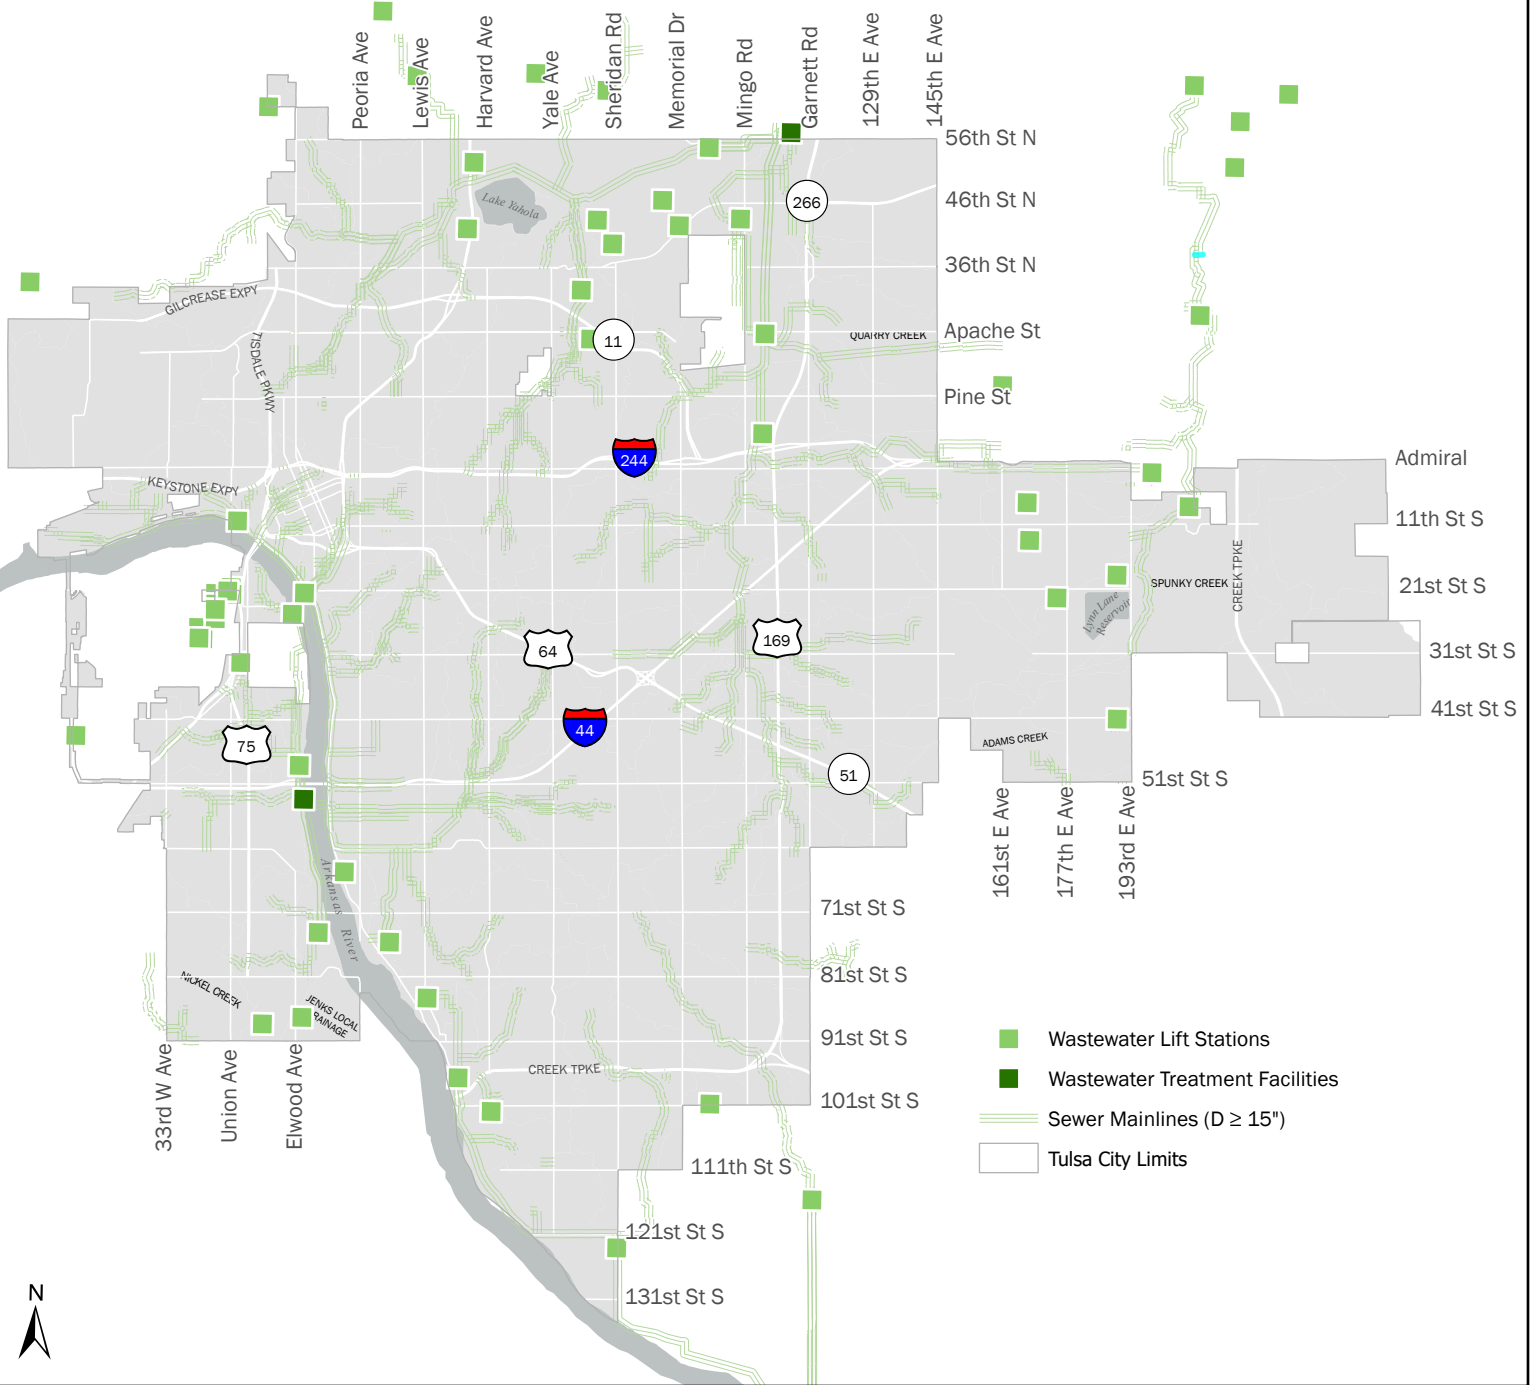 Peoria Ave
Lewis Ave
Harvard Ave
Yale Ave
Sheridan Rd
Memorial Dr
Mingo Rd
Garnett Rd
129th E Ave
145th E Ave
56th St N
46th St N
266
Lake Yahola
36th St N
GILCREASE EXPY
TISDALE PKWY
11
QUARRY CREEK
Apache St
Pine St
244
Admiral
KEYSTONE EXPY
11th St S
CREEK TPKE
SPUNKY CREEK
21st St S
Lynn Lane
Reservoir
64
169
31st St S
41st St S
75
44
ADAMS CREEK
51
51st St S
161st E Ave
177th E Ave
193rd E Ave
Arkansas River
71st St S
81st St S
NICKEL CREEK
JENKS LOCAL
RAINAGE
91st St S
CREEK TPKE
101st St S
33rd W Ave
Union Ave
Elwood Ave
111th St S
121st St S
131st St S
Wastewater Lift Stations
Wastewater Treatment Facilities
Sewer Mainlines (D ≥ 15")
Tulsa City Limits
N